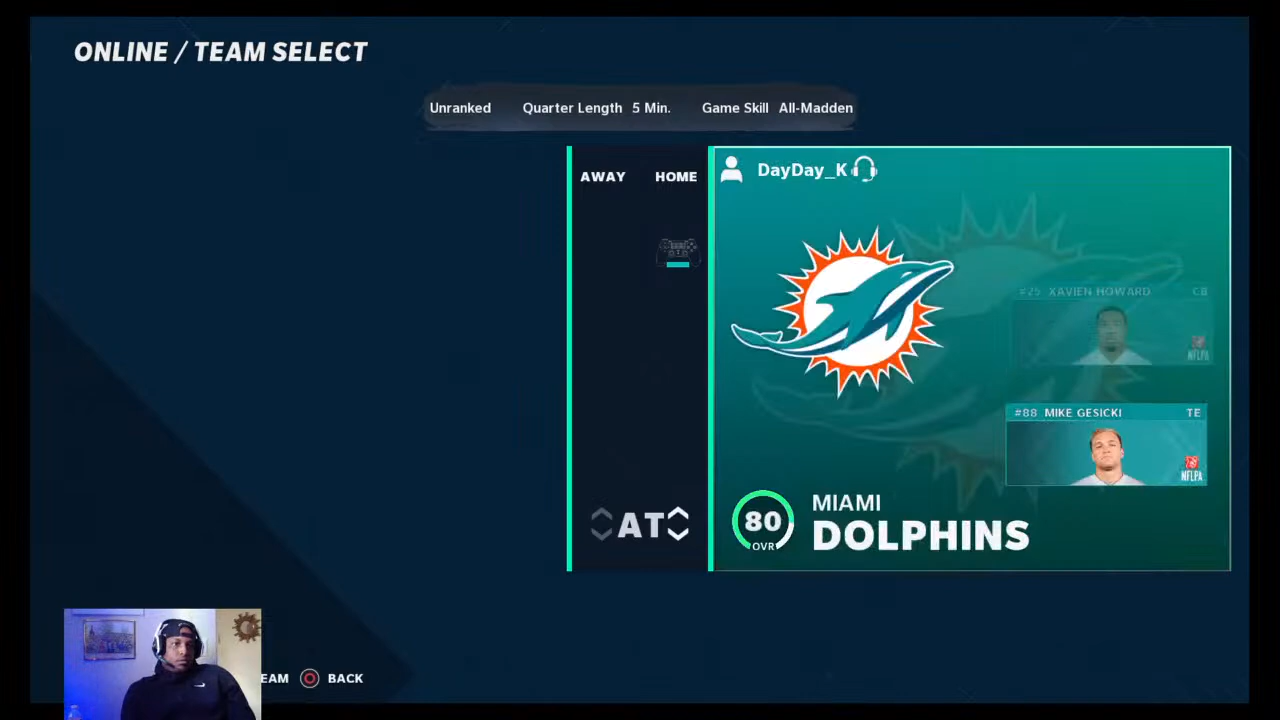 ONLINE / TEAM SELECT
Unranked Quarter Length 5 Min. Game Skill All-Madden
AWAY HOME
DayDay_K
#25 XAVIEN HOWARD CB
NFLPA
#88 MIKE GESICKI TE
NFLPA
AT
80
OVR
MIAMI
DOLPHINS
EAM BACK